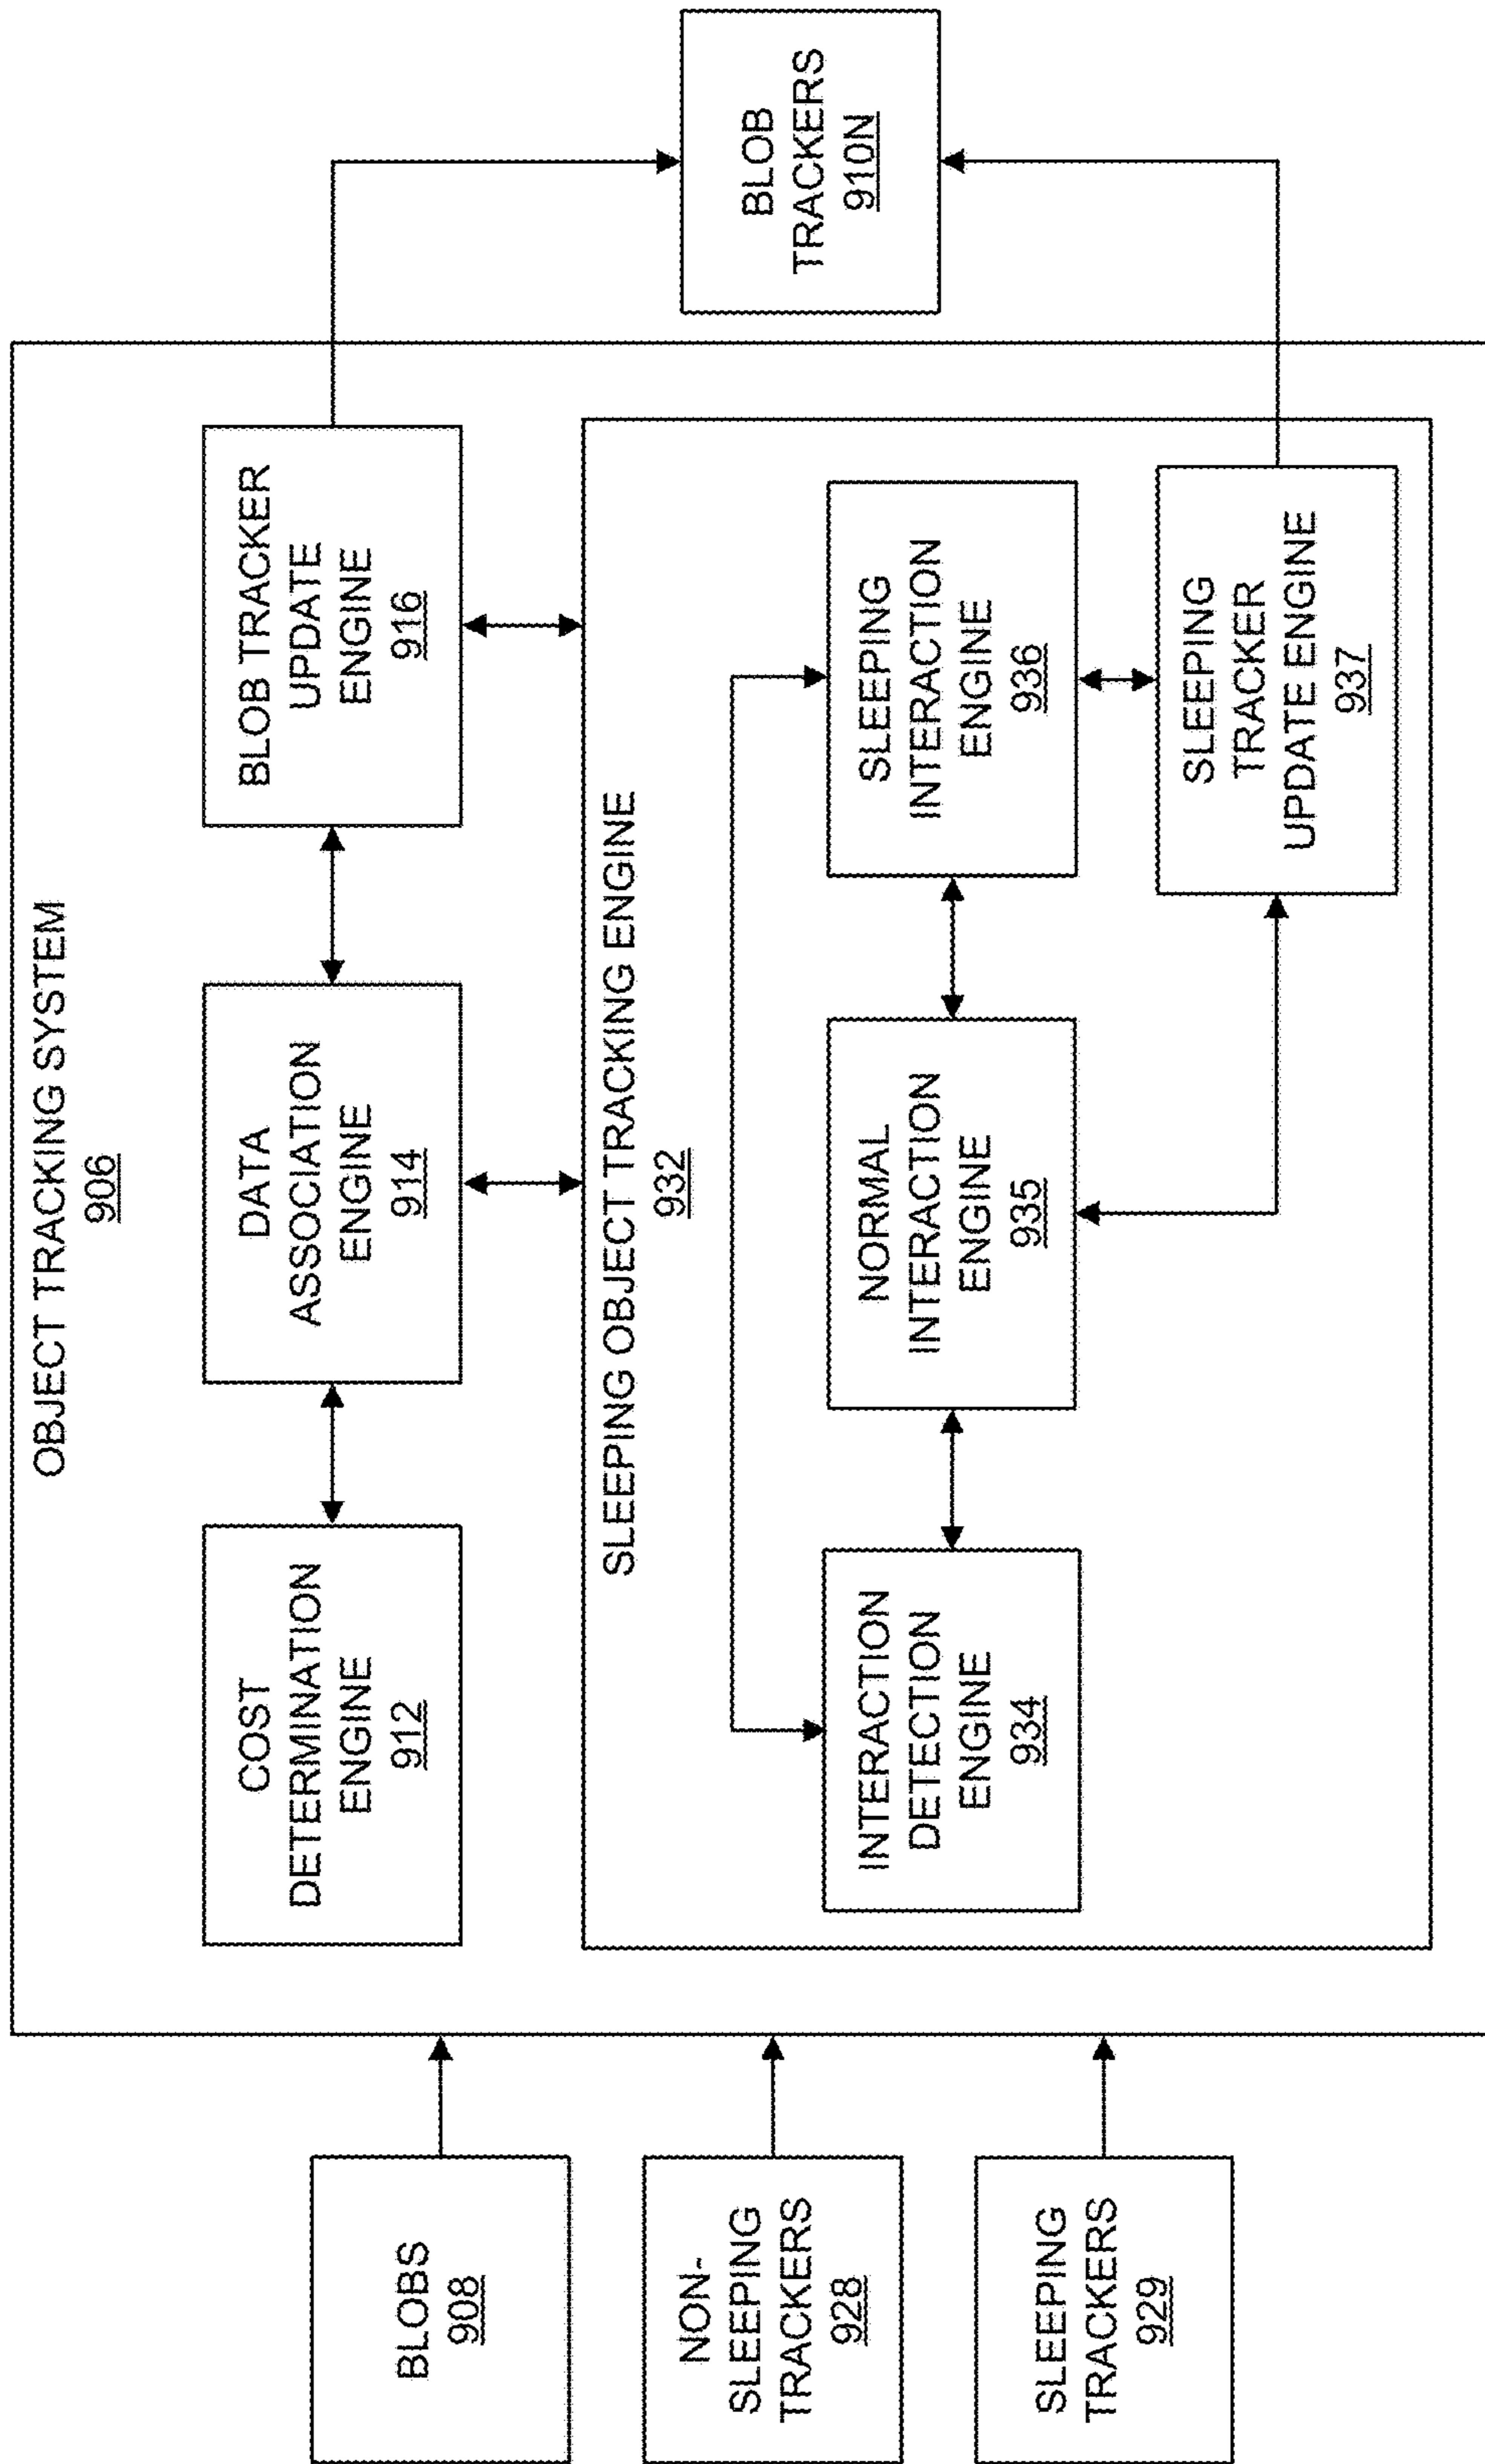 OBJECT TRACKING SYSTEM
906
BLOBS
908
NON-
SLEEPING
TRACKERS
928
SLEEPING
TRACKERS
929
COST
DETERMINATION
ENGINE
912
DATA
ASSOCIATION
ENGINE
914
BLOB TRACKER
UPDATE
ENGINE
916
SLEEPING OBJECT TRACKING ENGINE
932
INTERACTION
DETECTION
ENGINE
934
NORMAL
INTERACTION
ENGINE
935
SLEEPING
INTERACTION
ENGINE
936
SLEEPING
TRACKER
UPDATE ENGINE
937
BLOB
TRACKERS
910N